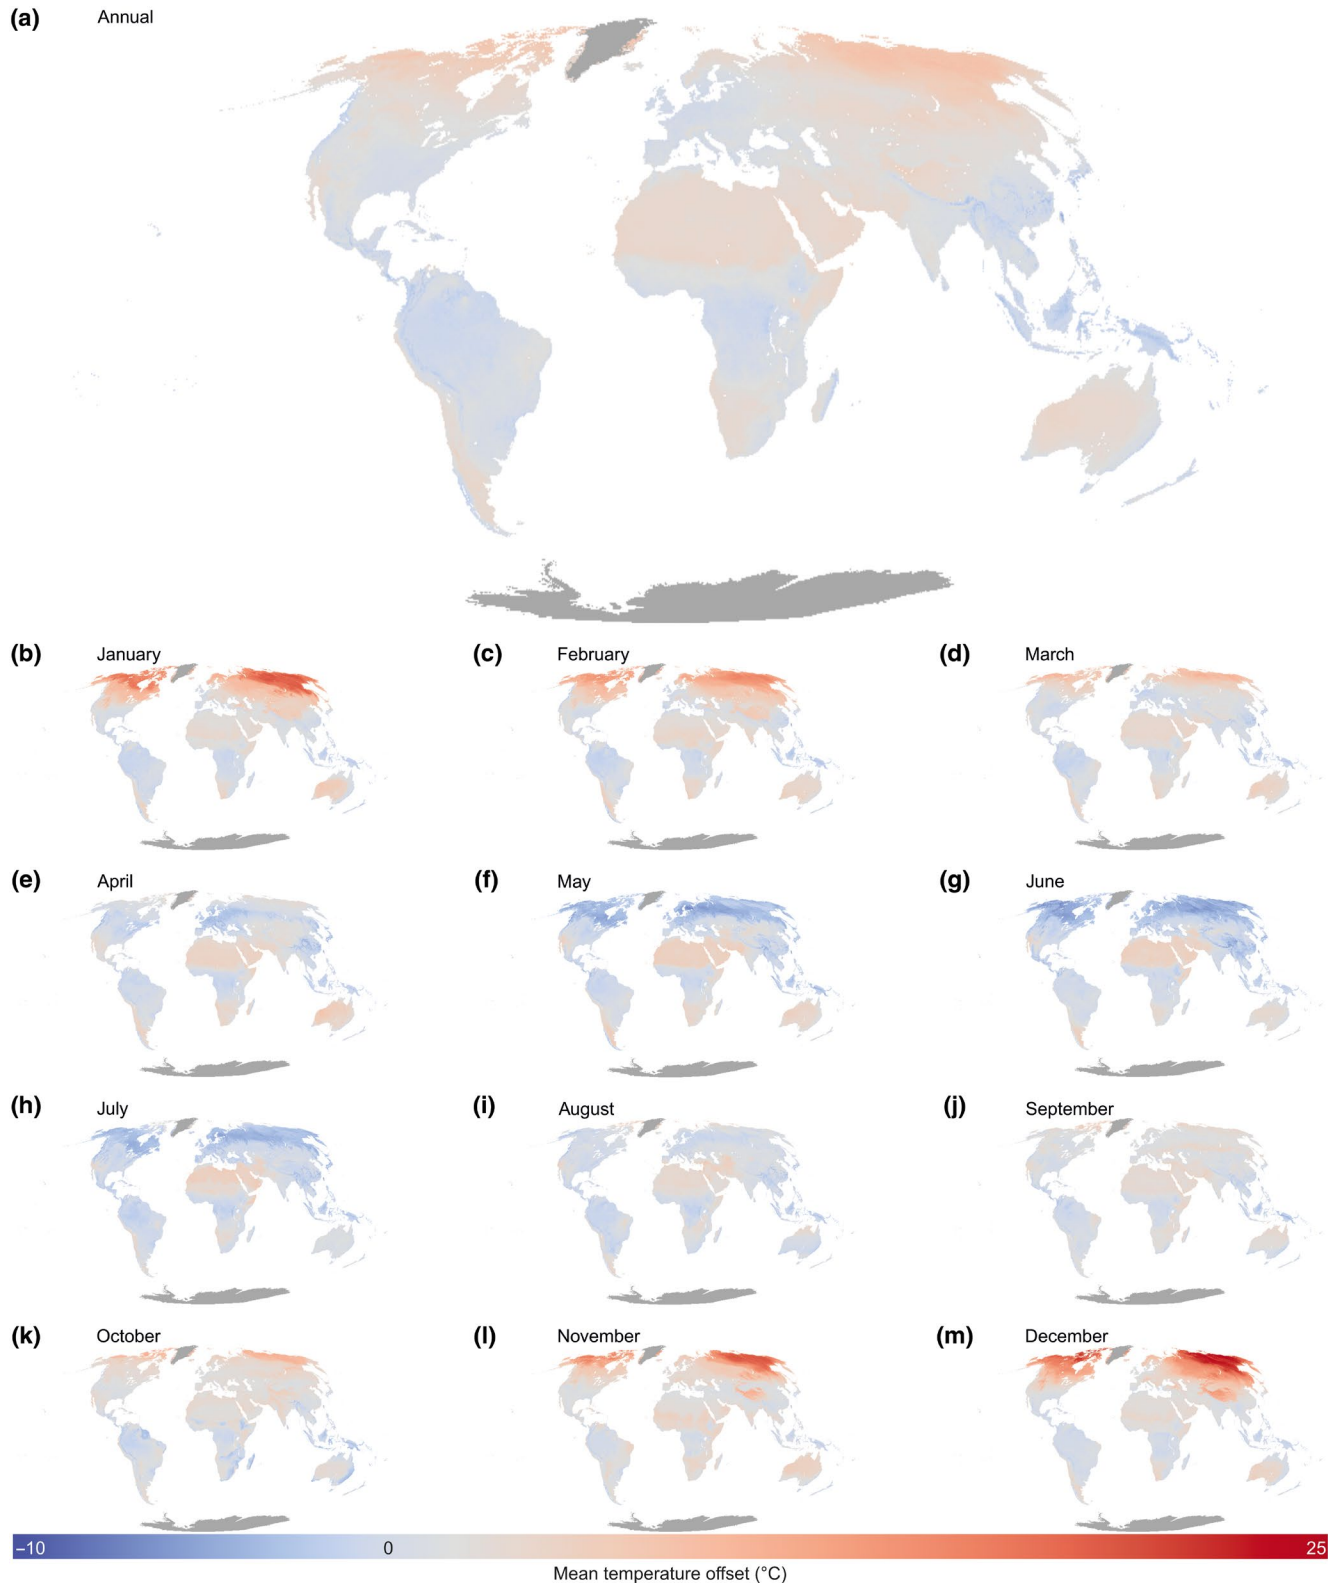 (a) Annual
(b) January
(c) February
(d) March
(e) April
(f) May
(g) June
(h) July
(i) August
(j) September
(k) October
(l) November
(m) December
−10 0 25
Mean temperature offset (°C)